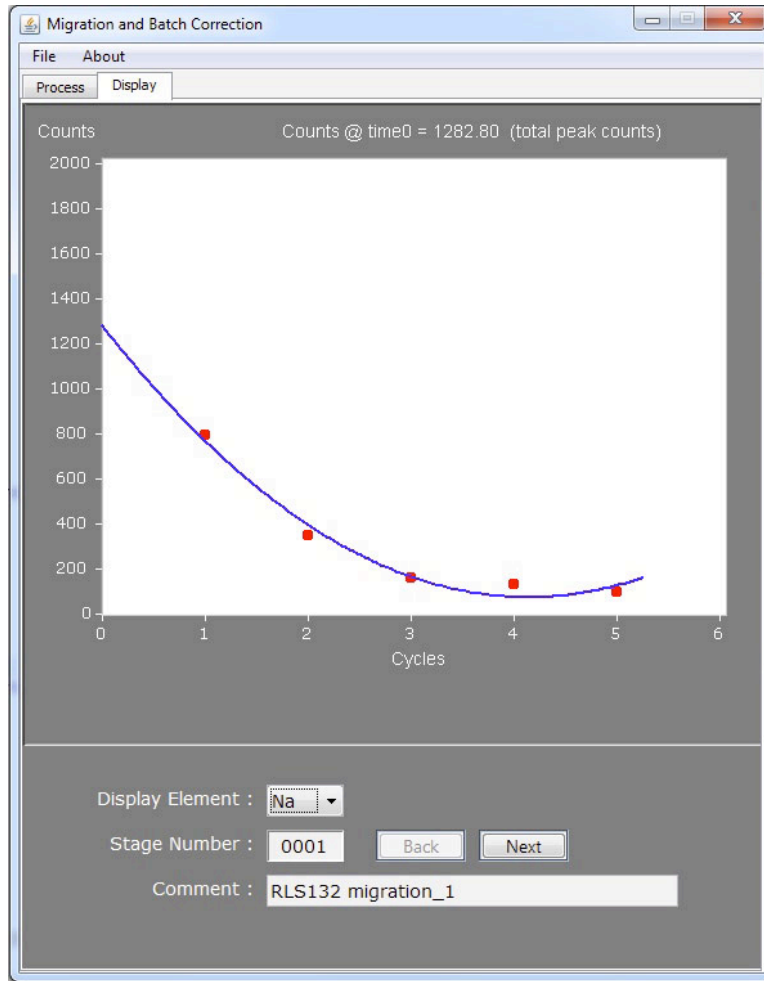 Migration and Batch Correction
File About
Process Display
Counts Counts @ time0 = 1282.80 (total peak counts)
2000
1800
1600
1400
1200
1000
800
600
400
200
0
0 1 2 3 4 5 6
Cycles
Display Element : Na
Stage Number : 0001 Back Next
Comment : RLS132 migration_1